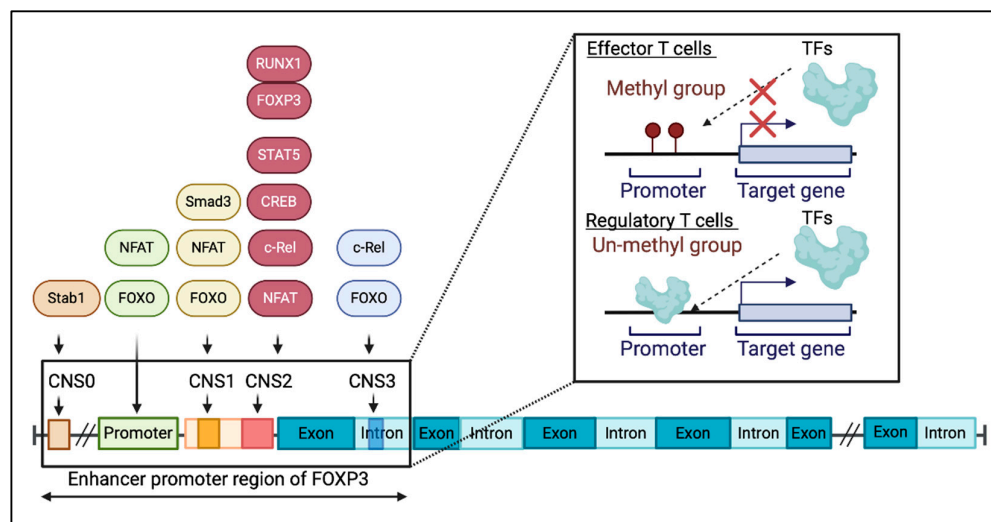 RUNX1
FOXP3
STAT5
Smad3
CREB
NFAT
NFAT
c-Rel
c-Rel
Stab1
FOXO
FOXO
NFAT
FOXO
CNS0
CNS1
CNS2
CNS3
Promoter
Exon
Intron
Exon
Intron
Exon
Intron
Exon
Intron
Exon
Exon
Intron
Enhancer promoter region of FOXP3
Effector T cells
TFs
Methyl group
Promoter
Target gene
Regulatory T cells
TFs
Un-methyl group
Promoter
Target gene